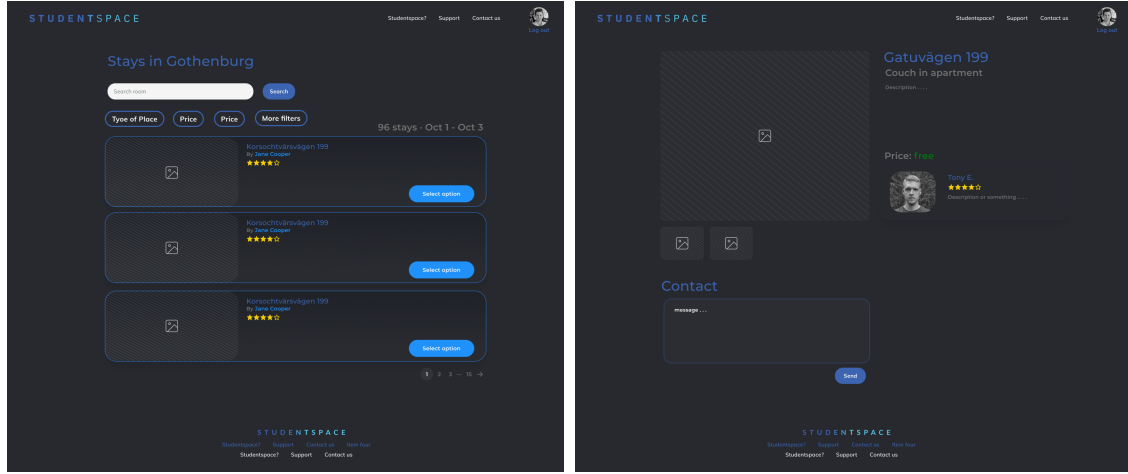 STUDENTSPACE
Studentspace? Support Contact us
Log out
Stays in Gothenburg
Search room
Search
Tyoe of Place
Price
Price
More filters
96 stays - Oct 1 - Oct 3
Korsochtvärsvägen 199
By Jane Cooper
Select option
Korsochtvärsvägen 199
By Jane Cooper
Select option
Korsochtvärsvägen 199
By Jane Cooper
Select option
1 2 3 ... 15 →
STUDENTSPACE
Studentspace? Support Contact us Item four
Studentspace? Support Contact us
STUDENTSPACE
Studentspace? Support Contact us
Log out
Gatuvägen 199
Couch in apartment
Description . . . .
Price: free
Tony E.
Description or something . . . .
Contact
message . . .
Send
STUDENTSPACE
Studentspace? Support Contact us Item four
Studentspace? Support Contact us